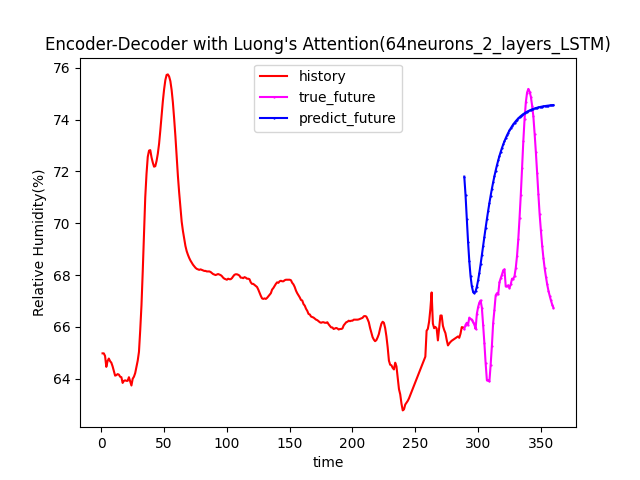 Encoder-Decoder with Luong's Attention(64neurons_2_layers_LSTM)
history
true_future
predict_future
Relative Humidity(%)
76
74
72
70
68
66
64
0 50 100 150 200 250 300 350
time